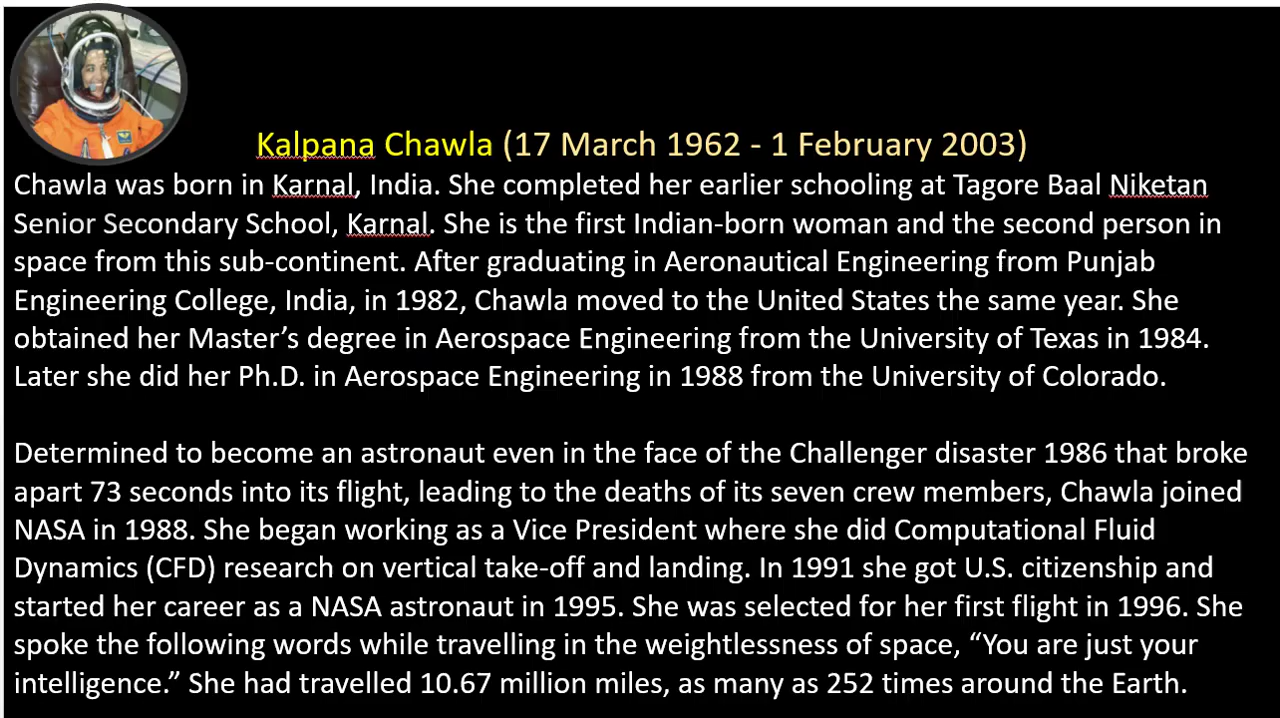 Kalpana Chawla (17 March 1962 - 1 February 2003)
Chawla was born in Karnal, India. She completed her earlier schooling at Tagore Baal Niketan
Senior Secondary School, Karnal. She is the first Indian-born woman and the second person in
space from this sub-continent. After graduating in Aeronautical Engineering from Punjab
Engineering College, India, in 1982, Chawla moved to the United States the same year. She
obtained her Master’s degree in Aerospace Engineering from the University of Texas in 1984.
Later she did her Ph.D. in Aerospace Engineering in 1988 from the University of Colorado.
Determined to become an astronaut even in the face of the Challenger disaster 1986 that broke
apart 73 seconds into its flight, leading to the deaths of its seven crew members, Chawla joined
NASA in 1988. She began working as a Vice President where she did Computational Fluid
Dynamics (CFD) research on vertical take-off and landing. In 1991 she got U.S. citizenship and
started her career as a NASA astronaut in 1995. She was selected for her first flight in 1996. She
spoke the following words while travelling in the weightlessness of space, “You are just your
intelligence.” She had travelled 10.67 million miles, as many as 252 times around the Earth.